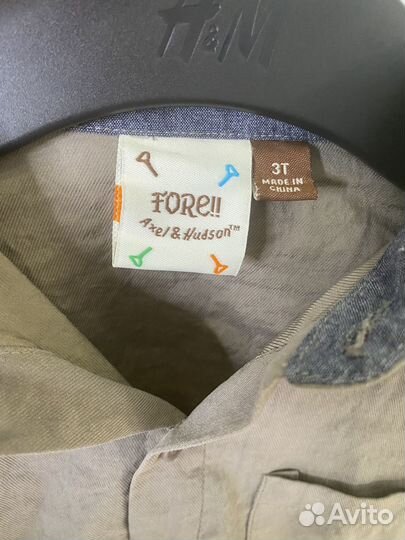 H&M
FORE!!
Axel & Hudson™
3T
MADE IN
CHINA
Avito